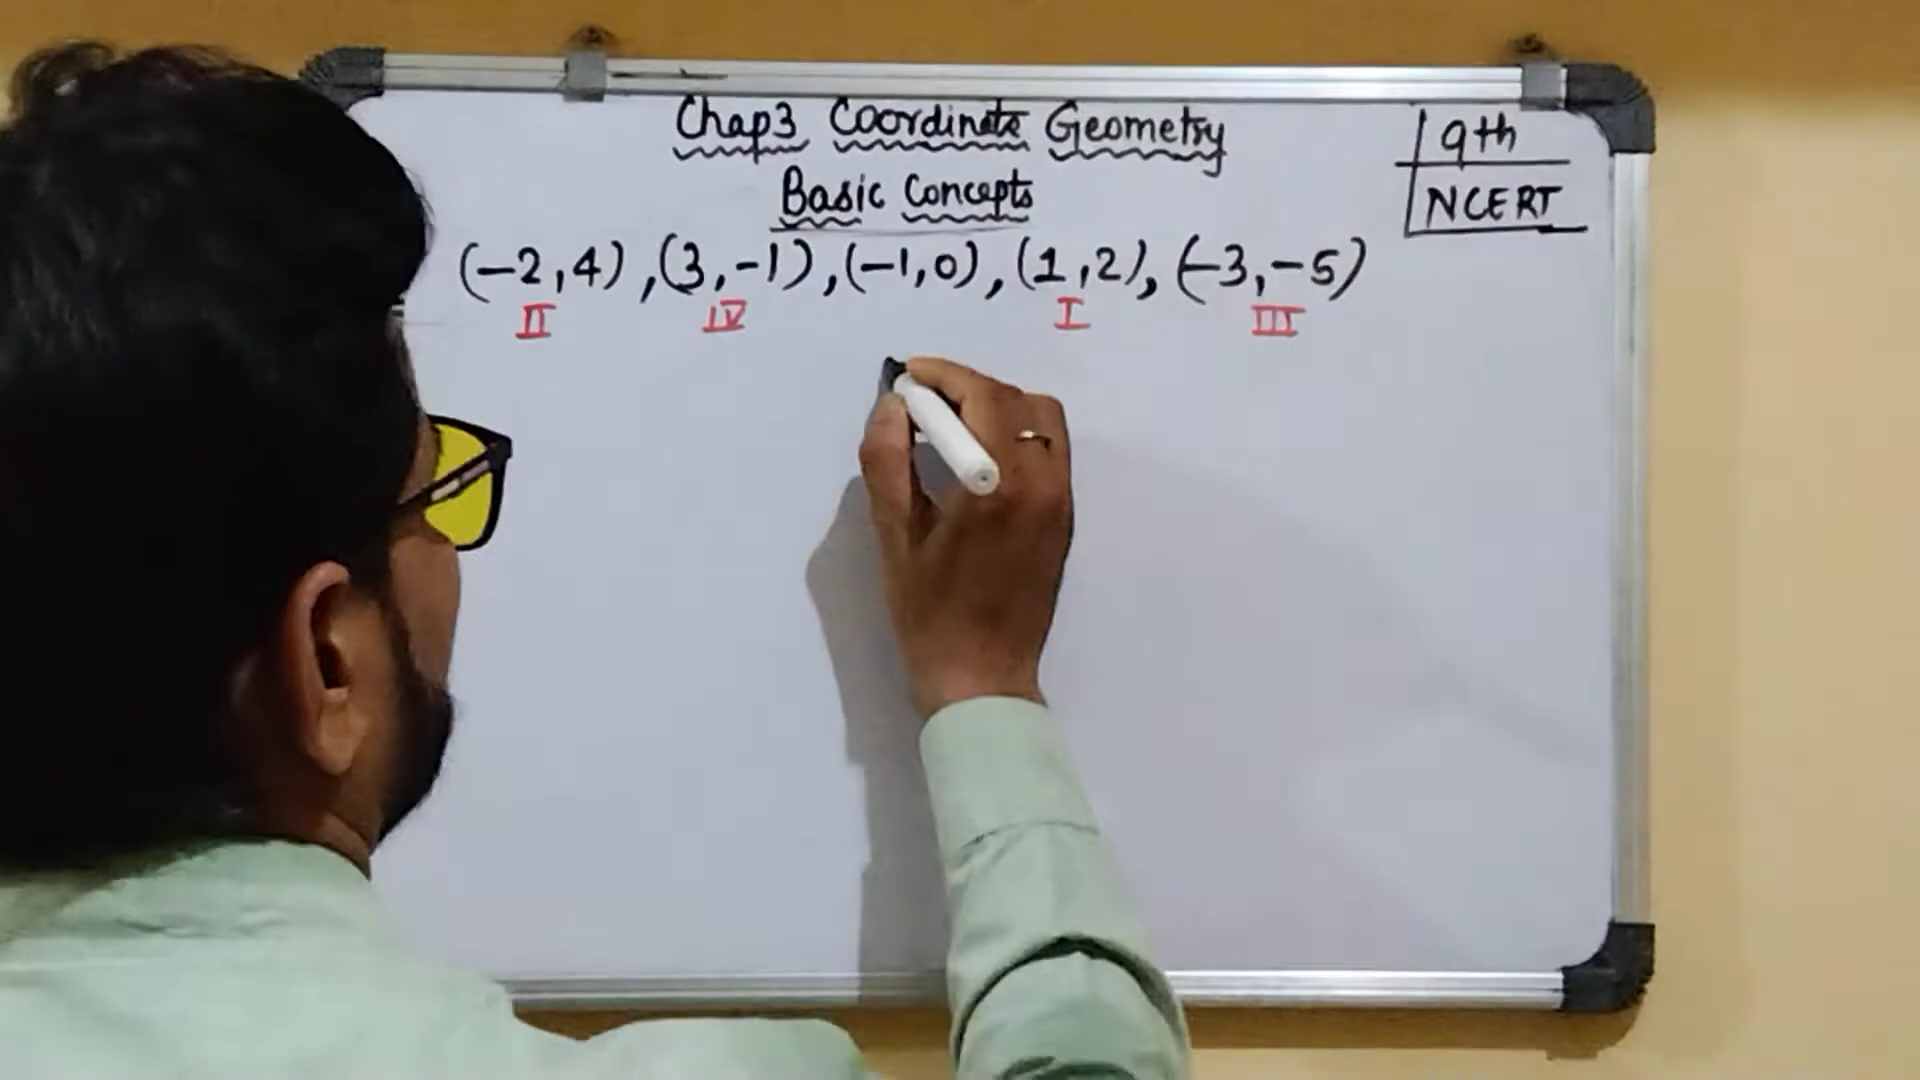 Chap3 Coordinate Geometry
9th
Basic Concepts
NCERT
(-2,4), (3,-1), (-1,0), (1,2), (-3,-5)
II IV I III